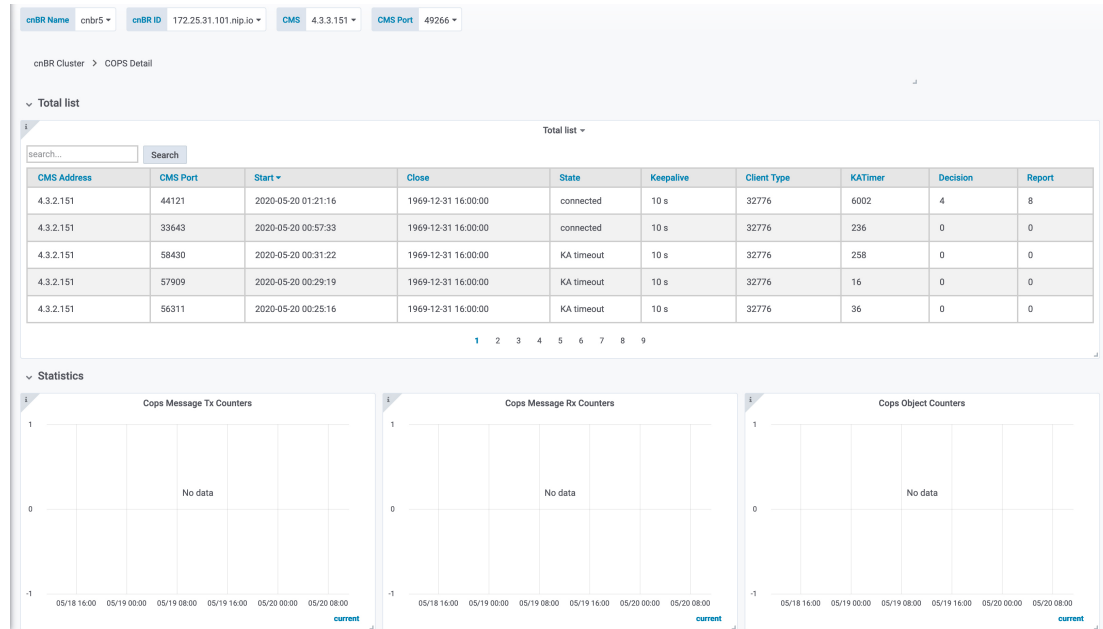 cnBR Name cnbr5 cnBR ID 172.25.31.101.nip.io CMS 4.3.3.151 CMS Port 49266
cnBR Cluster > COPS Detail
Total list
i
Total list
search... Search
CMS Address CMS Port Start Close State Keepalive Client Type KATimer Decision Report
4.3.2.151 44121 2020-05-20 01:21:16 1969-12-31 16:00:00 connected 10 s 32776 6002 4 8
4.3.2.151 33643 2020-05-20 00:57:33 1969-12-31 16:00:00 connected 10 s 32776 236 0 0
4.3.2.151 58430 2020-05-20 00:31:22 1969-12-31 16:00:00 KA timeout 10 s 32776 258 0 0
4.3.2.151 57909 2020-05-20 00:29:19 1969-12-31 16:00:00 KA timeout 10 s 32776 16 0 0
4.3.2.151 56311 2020-05-20 00:25:16 1969-12-31 16:00:00 KA timeout 10 s 32776 36 0 0
1 2 3 4 5 6 7 8 9
Statistics
i
Cops Message Tx Counters
1
No data
0
-1
05/18 16:00 05/19 00:00 05/19 08:00 05/19 16:00 05/20 00:00 05/20 08:00
current
i
Cops Message Rx Counters
1
No data
0
-1
05/18 16:00 05/19 00:00 05/19 08:00 05/19 16:00 05/20 00:00 05/20 08:00
current
i
Cops Object Counters
1
No data
0
-1
05/18 16:00 05/19 00:00 05/19 08:00 05/19 16:00 05/20 00:00 05/20 08:00
current